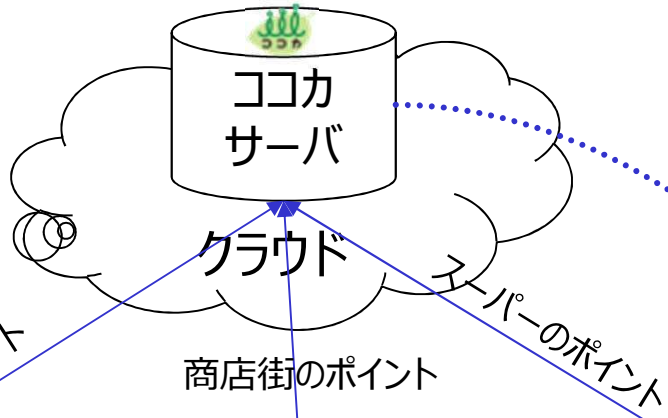 ココカ
ココカ
サーバ
クラウド
スーパーのポイント
商店街のポイント
ト